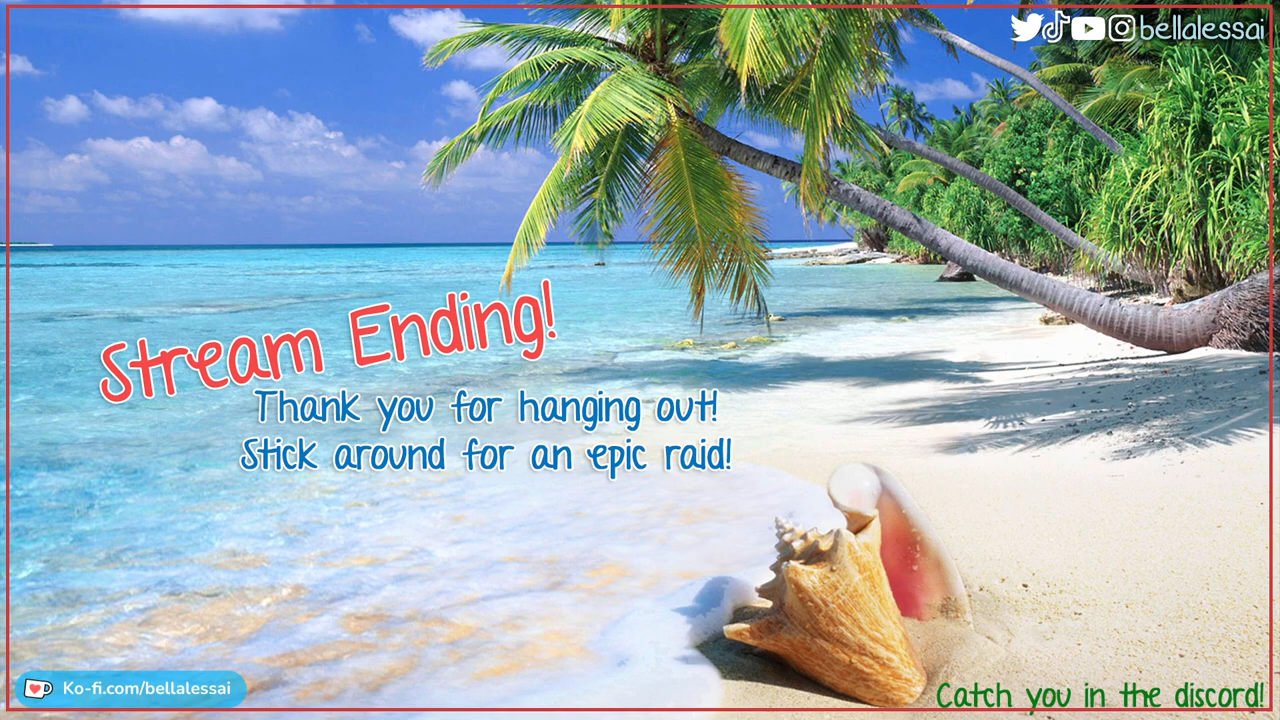 bellalessai
Stream Ending!
Thank you for hanging out!
Stick around for an epic raid!
Ko-fi.com/bellalessai
Catch you in the discord!